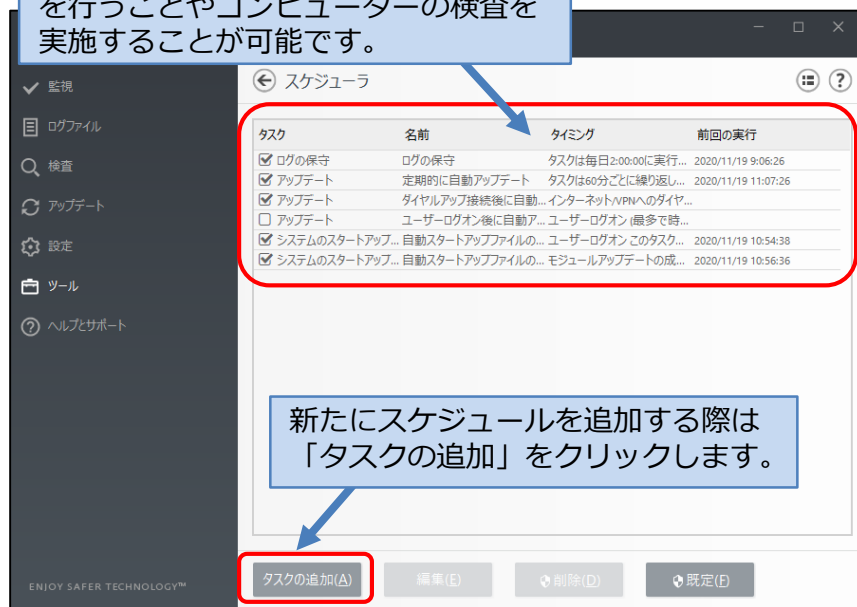 を行うことやコンピューターの検査を
実施することが可能です。
監視
ログファイル
検査
アップデート
設定
ツール
ヘルプとサポート
ENJOY SAFER TECHNOLOGY™
スケジューラ
タスク 名前 タイミング 前回の実行
ログの保守 ログの保守 タスクは毎日2:00:00に実行... 2020/11/19 9:06:26
アップデート 定期的に自動アップデート タスクは60分ごとに繰り返し... 2020/11/19 11:07:26
アップデート ダイヤルアップ接続後に自動... インターネット/VPNへのダイヤ...
アップデート ユーザーログオン後に自動ア... ユーザーログオン (最多で時...
システムのスタートアップ... 自動スタートアップファイルの... ユーザーログオン このタスク... 2020/11/19 10:54:38
システムのスタートアップ... 自動スタートアップファイルの... モジュールアップデートの成... 2020/11/19 10:56:36
新たにスケジュールを追加する際は
「タスクの追加」をクリックします。
タスクの追加(A) 編集(E) 削除(D) 既定(F)